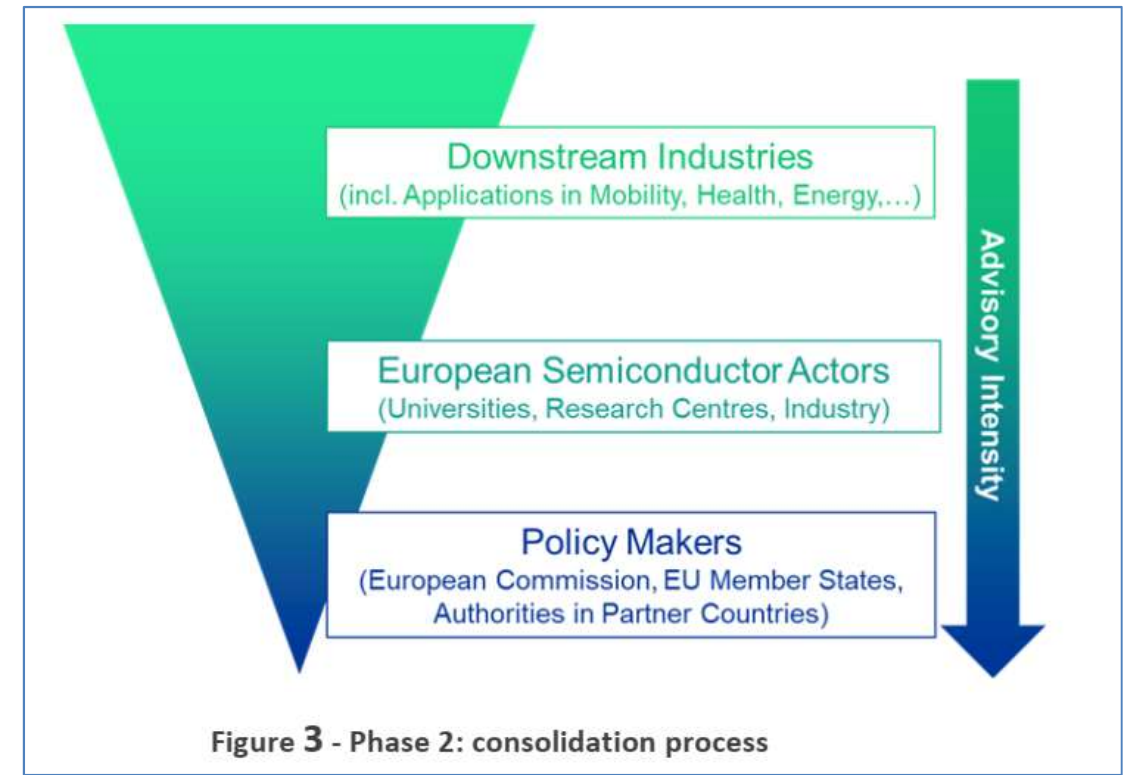 Downstream Industries
(incl. Applications in Mobility, Health, Energy,...)
European Semiconductor Actors
(Universities, Research Centres, Industry)
Policy Makers
(European Commission, EU Member States,
Authorities in Partner Countries)
Advisory Intensity
Figure 3 - Phase 2: consolidation process